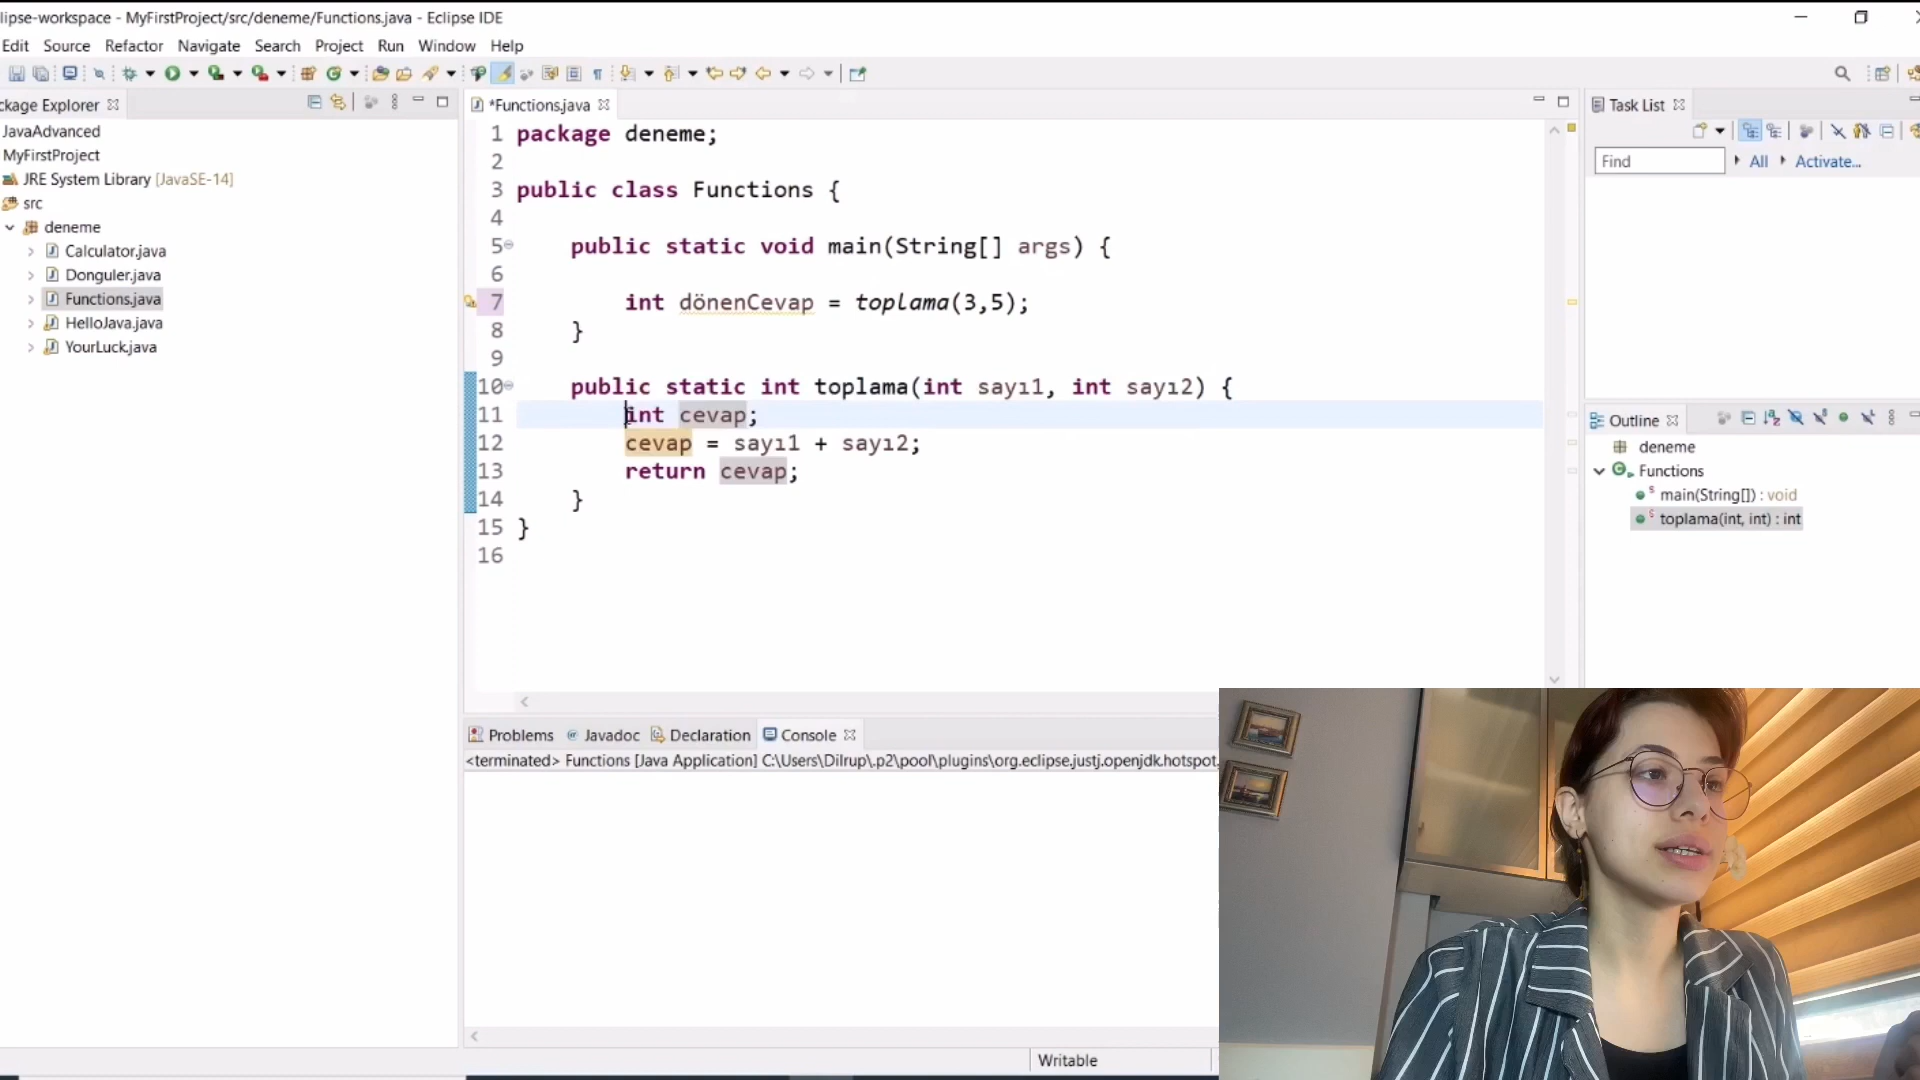 lipse-workspace - MyFirstProject/src/deneme/Functions.java - Eclipse IDE
Edit Source Refactor Navigate Search Project Run Window Help
ckage Explorer
JavaAdvanced
MyFirstProject
JRE System Library [JavaSE-14]
src
deneme
Calculator.java
Donguler.java
Functions.java
HelloJava.java
YourLuck.java
*Functions.java
1 package deneme;
2
3 public class Functions {
4
5 public static void main(String[] args) {
6
7 int dönenCevap = toplama(3,5);
8 }
9
10 public static int toplama(int sayı1, int sayı2) {
11 int cevap;
12 cevap = sayı1 + sayı2;
13 return cevap;
14 }
15 }
16
Task List
Find All Activate...
Outline
deneme
Functions
main(String[]) : void
toplama(int, int) : int
Problems Javadoc Declaration Console
<terminated> Functions [Java Application] C:\Users\Dilrup\.p2\pool\plugins\org.eclipse.justj.openjdk.hotspot.
Writable